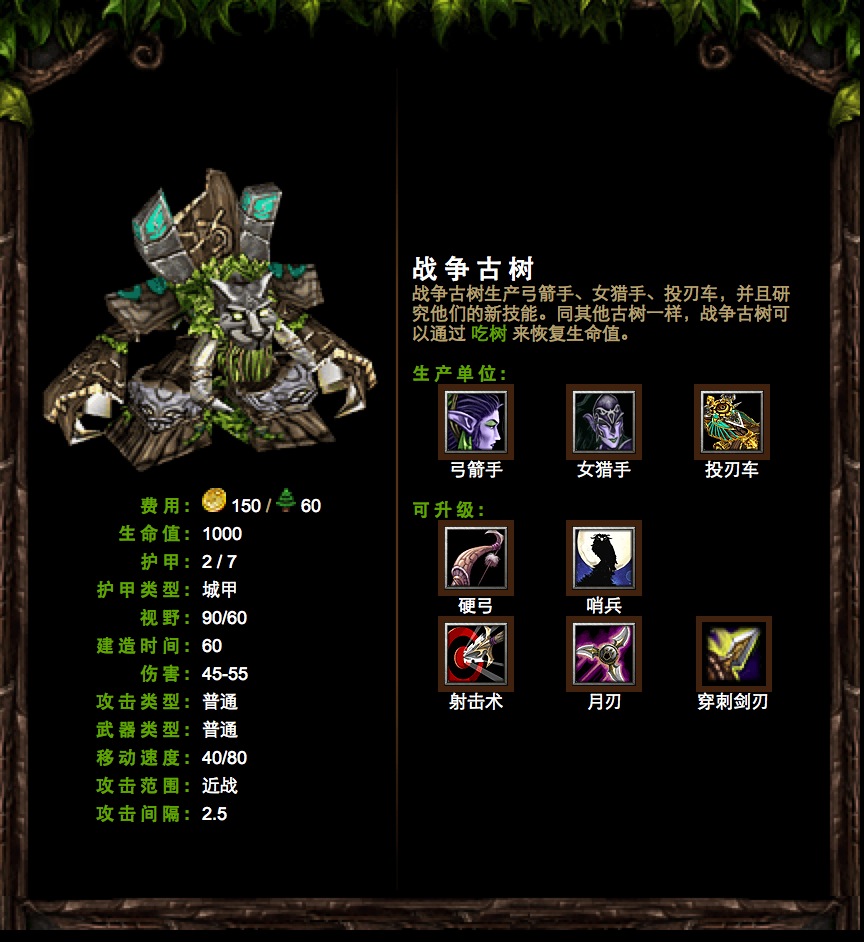 战争古树
战争古树生产弓箭手、女猎手、投刃车，并且研
究他们的新技能。同其他古树一样，战争古树可
以通过 吃树 来恢复生命值。
生产单位：
弓箭手 女猎手 投刃车
可升级：
硬弓 哨兵
射击术 月刃 穿刺剑刃
费用： 150 / 60
生命值： 1000
护甲： 2 / 7
护甲类型： 城甲
视野： 90/60
建造时间： 60
伤害： 45-55
攻击类型： 普通
武器类型： 普通
移动速度： 40/80
攻击范围： 近战
攻击间隔： 2.5